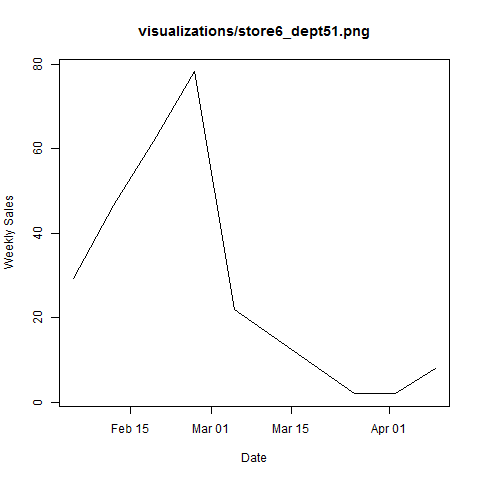 visualizations/store6_dept51.png
Weekly Sales
80
60
40
20
0
Feb 15
Mar 01
Mar 15
Apr 01
Date